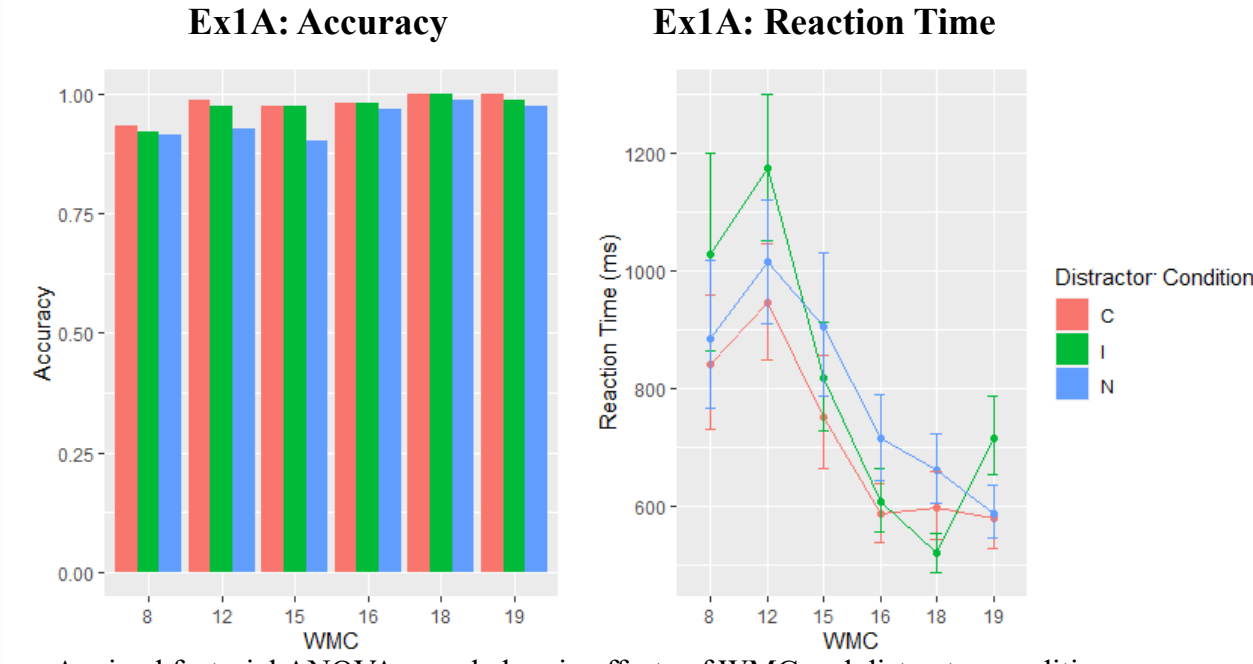 Ex1A: Accuracy
Ex1A: Reaction Time
1.00
0.75
0.50
0.25
0.00
Accuracy
8 12 15 16 18 19
WMC
1200
1000
800
600
Reaction Time (ms)
8 12 15 16 18 19
WMC
Distractor Condition
C
I
N